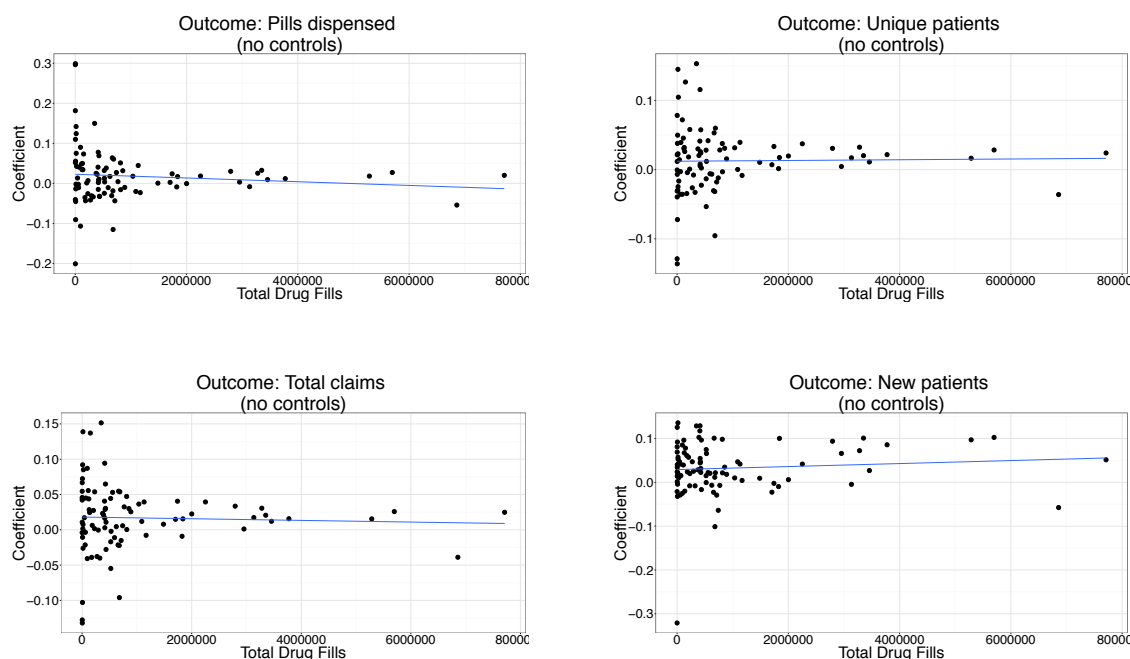 Outcome: Pills dispensed
(no controls)
0.3
0.2
0.1
0.0
−0.1
−0.2
Coefficient
0 2000000 4000000 6000000 80000
Total Drug Fills
Outcome: Unique patients
(no controls)
0.1
0.0
−0.1
Coefficient
0 2000000 4000000 6000000 80000
Total Drug Fills
Outcome: Total claims
(no controls)
0.15
0.10
0.05
0.00
−0.05
−0.10
Coefficient
0 2000000 4000000 6000000 80000
Total Drug Fills
Outcome: New patients
(no controls)
0.1
0.0
−0.1
−0.2
−0.3
Coefficient
0 2000000 4000000 6000000 80000
Total Drug Fills